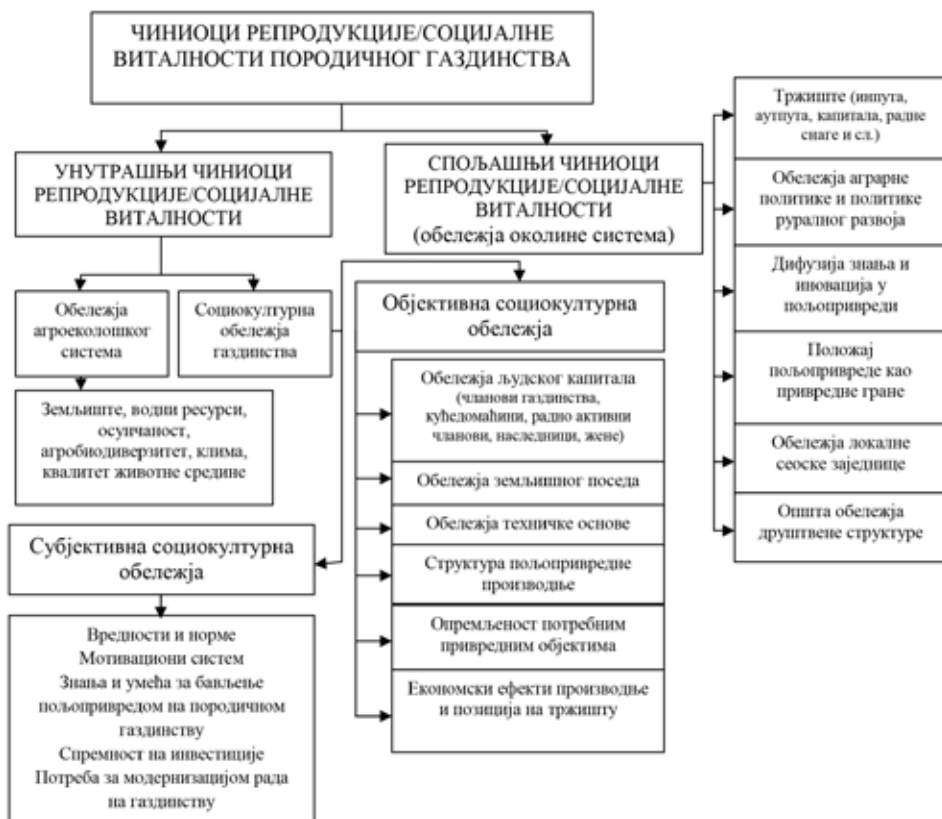 ЧИНИОЦИ РЕПРОДУКЦИЈЕ/СОЦИЈАЛНЕ
ВИТАЛНОСТИ ПОРОДИЧНОГ ГАЗДИНСТВА
УНУТРАШЊИ ЧИНИОЦИ
РЕПРОДУКЦИЈЕ/СОЦИЈАЛНЕ
ВИТАЛНОСТИ
СПОЉАШЊИ ЧИНИОЦИ
РЕПРОДУКЦИЈЕ/СОЦИЈАЛНЕ
ВИТАЛНОСТИ
(обележја околине система)
Тржиште (инпута,
аутпута, капитала, радне
снаге и сл.)
Обележја аграрне
политике и политике
руралног развоја
Дифузија знања и
иновација у
пољопривреди
Положај
пољопривреде као
привредне гране
Обележја локалне
сеоске заједнице
Општа обележја
друштвене структуре
Обележја
агроеколошког
система
Социокултурна
обележја
газдинства
Земљиште, водни ресурси,
осунчаност,
агробиодиверзитет, клима,
квалитет животне средине
Објективна социокултурна
обележја
Обележја људског капитала
(чланови газдинства,
кућедомаћини, радно активни
чланови, наследници, жене)
Обележја земљишног поседа
Обележја техничке основе
Структура пољопривредне
производње
Опремљеност потребним
привредним објектима
Економски ефекти производње
и позиција на тржишту
Субјективна социокултурна
обележја
Вредности и норме
Мотивациони систем
Знања и умећа за бављење
пољопривредом на породичном
газдинству
Спремност на инвестиције
Потреба за модернизацијом рада
на газдинству